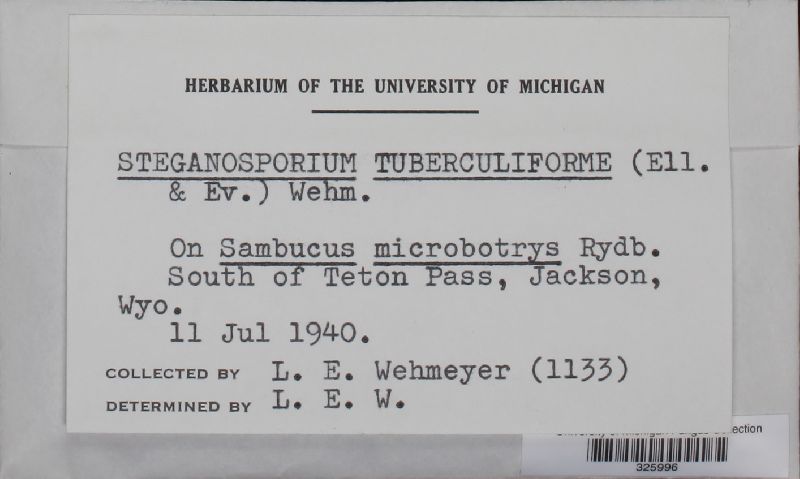 HERBARIUM OF THE UNIVERSITY OF MICHIGAN
STEGANOSPORIUM TUBERCULIFORME (Ell.
& Ev.) Wehm.
On Sambucus microbotrys Rydb.
South of Teton Pass, Jackson,
Wyo.
11 Jul 1940.
COLLECTED BY L. E. Wehmeyer (1133)
DETERMINED BY L. E. W.
325996